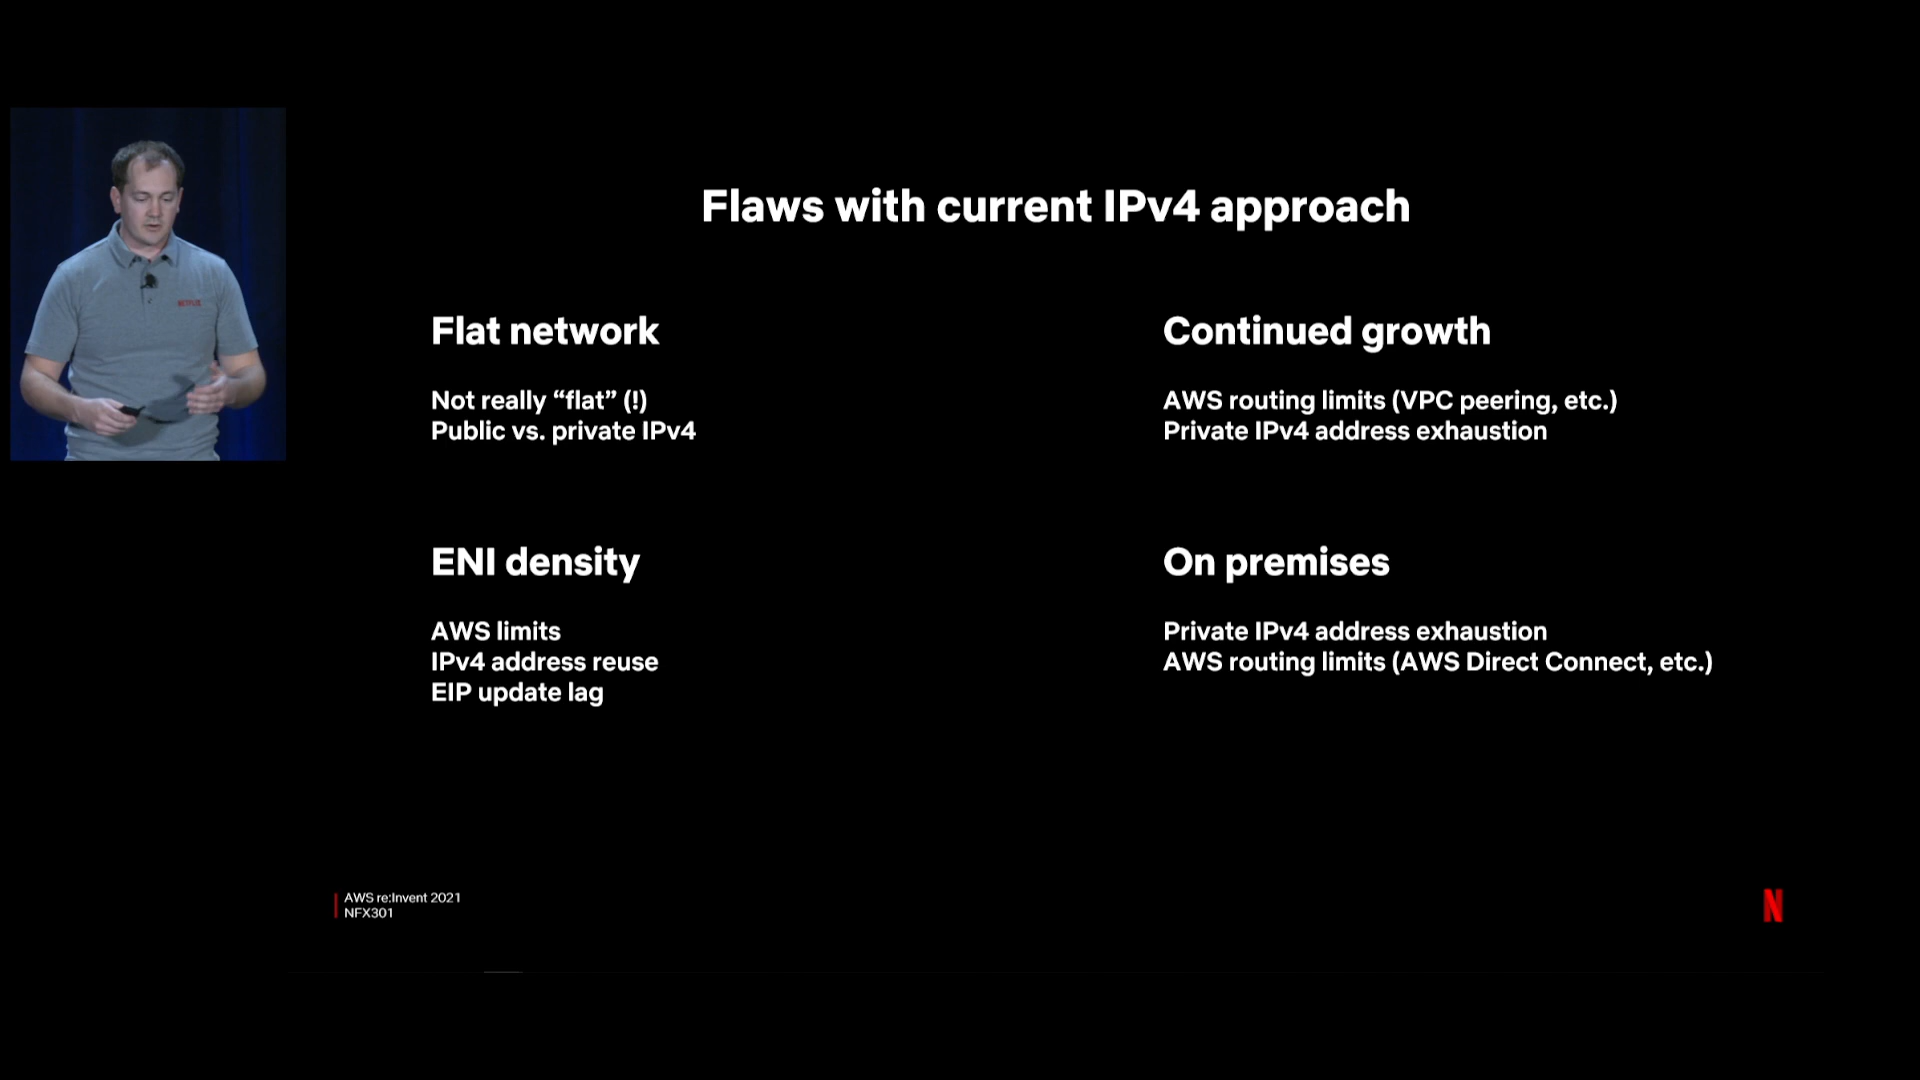 NETFLIX
Flaws with current IPv4 approach
Flat network
Not really “flat” (!)
Public vs. private IPv4
Continued growth
AWS routing limits (VPC peering, etc.)
Private IPv4 address exhaustion
ENI density
AWS limits
IPv4 address reuse
EIP update lag
On premises
Private IPv4 address exhaustion
AWS routing limits (AWS Direct Connect, etc.)
AWS re:Invent 2021
NFX301
N